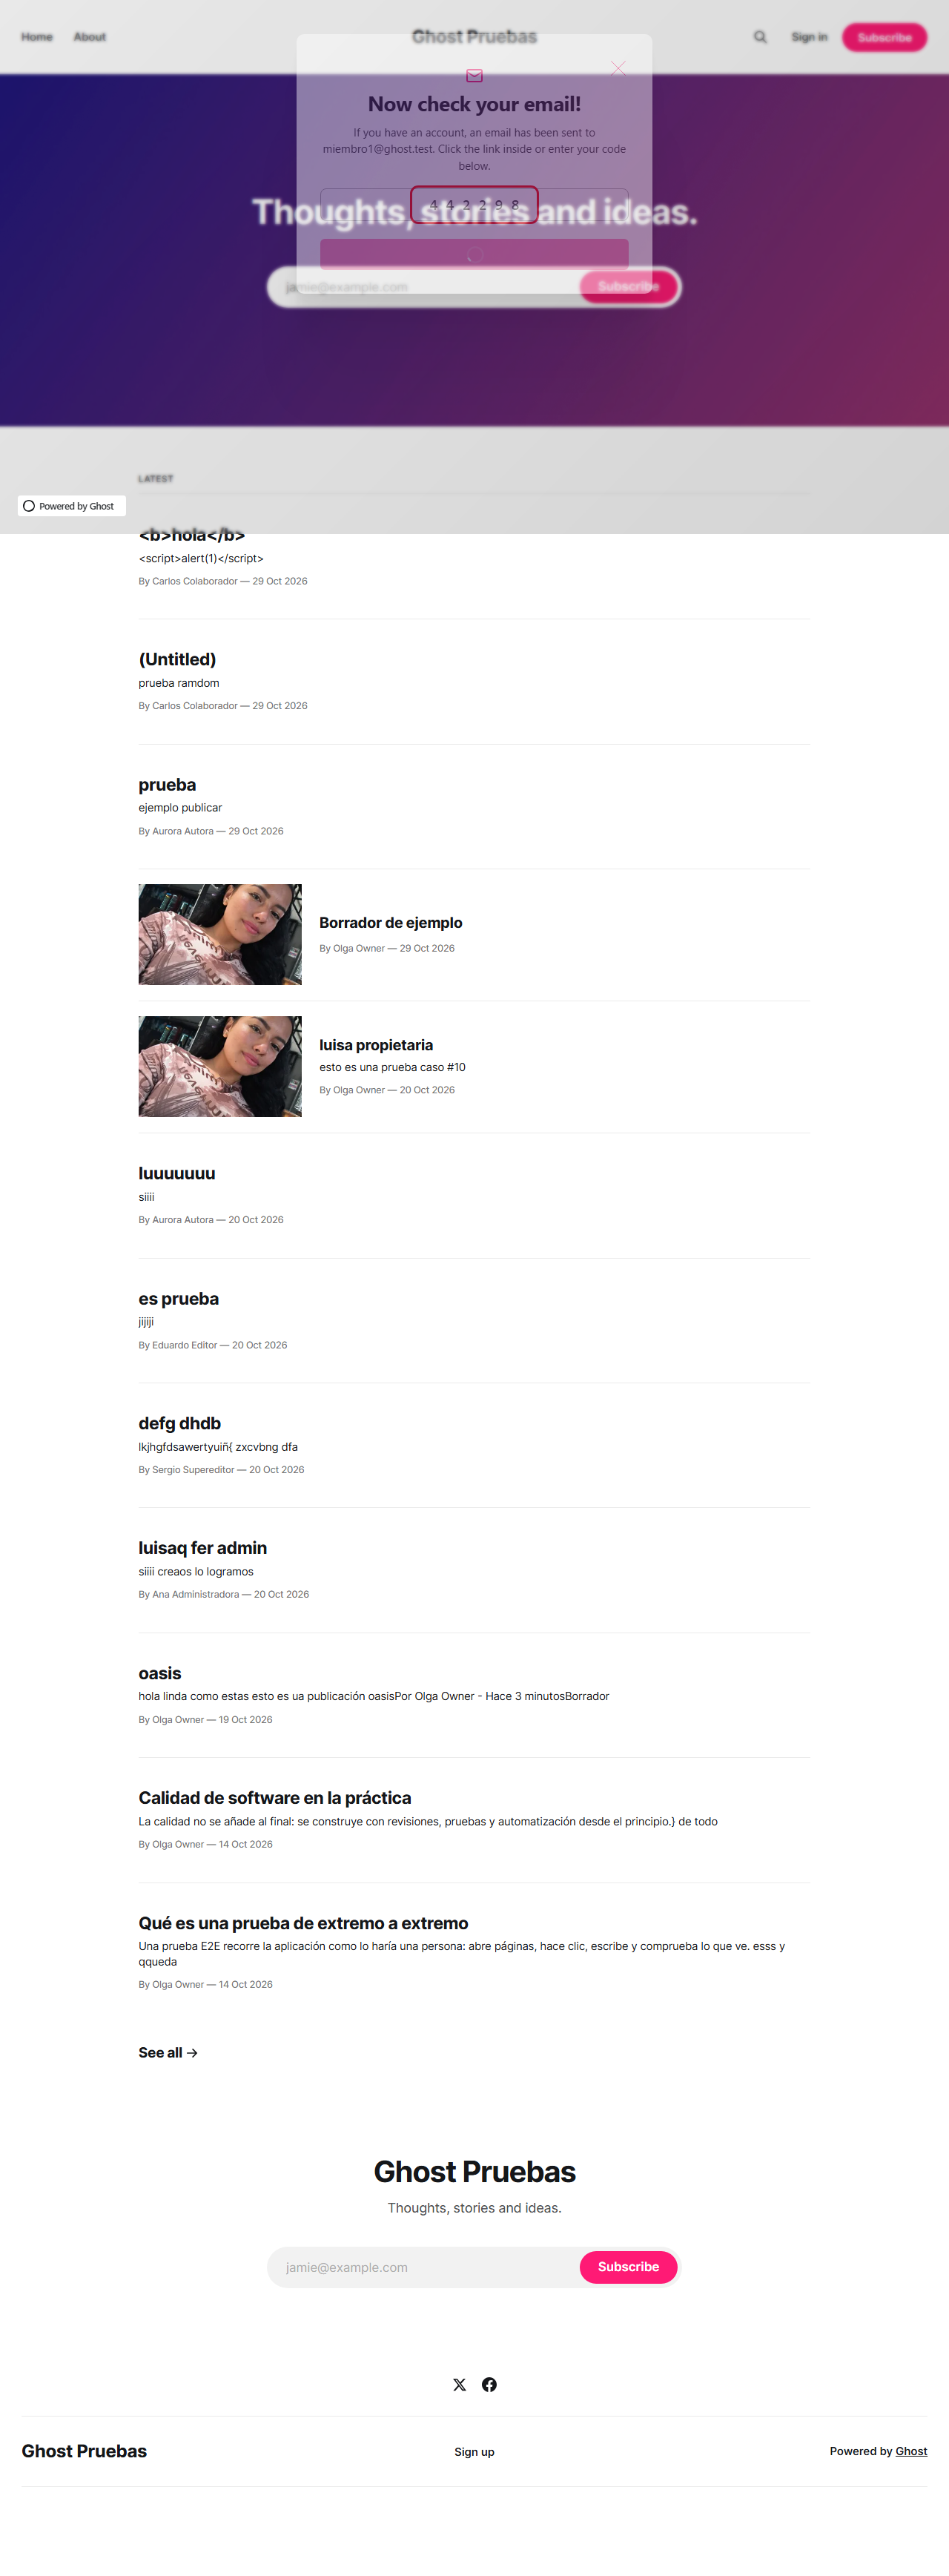 Home
About
Ghost Pruebas
Sign in
Subscribe
Now check your email!
If you have an account, an email has been sent to
miembro1@ghost.test. Click the link inside or enter your code
below.
442298
Thoughts, stories and ideas.
jamie@example.com
Subscribe
LATEST
Powered by Ghost
<b>hola</b>
<script>alert(1)</script>
By Carlos Colaborador — 29 Oct 2026
(Untitled)
prueba ramdom
By Carlos Colaborador — 29 Oct 2026
prueba
ejemplo publicar
By Aurora Autora — 29 Oct 2026
Borrador de ejemplo
By Olga Owner — 29 Oct 2026
luisa propietaria
esto es una prueba caso #10
By Olga Owner — 20 Oct 2026
luuuuuuu
siiii
By Aurora Autora — 20 Oct 2026
es prueba
jijijiji
By Eduardo Editor — 20 Oct 2026
defg dhdb
lkjhgfdsawertyuiñ{ zxcvbng dfa
By Sergio Supereditor — 20 Oct 2026
luisaq fer admin
siiii creaos lo logramos
By Ana Administradora — 20 Oct 2026
oasis
hola linda como estas esto es ua publicación oasisPor Olga Owner - Hace 3 minutosBorrador
By Olga Owner — 19 Oct 2026
Calidad de software en la práctica
La calidad no se añade al final: se construye con revisiones, pruebas y automatización desde el principio.} de todo
By Olga Owner — 14 Oct 2026
Qué es una prueba de extremo a extremo
Una prueba E2E recorre la aplicación como lo haría una persona: abre páginas, hace clic, escribe y comprueba lo que ve. esss y
qqueda
By Olga Owner — 14 Oct 2026
See all →
Ghost Pruebas
Thoughts, stories and ideas.
jamie@example.com
Subscribe
Ghost Pruebas
Sign up
Powered by Ghost